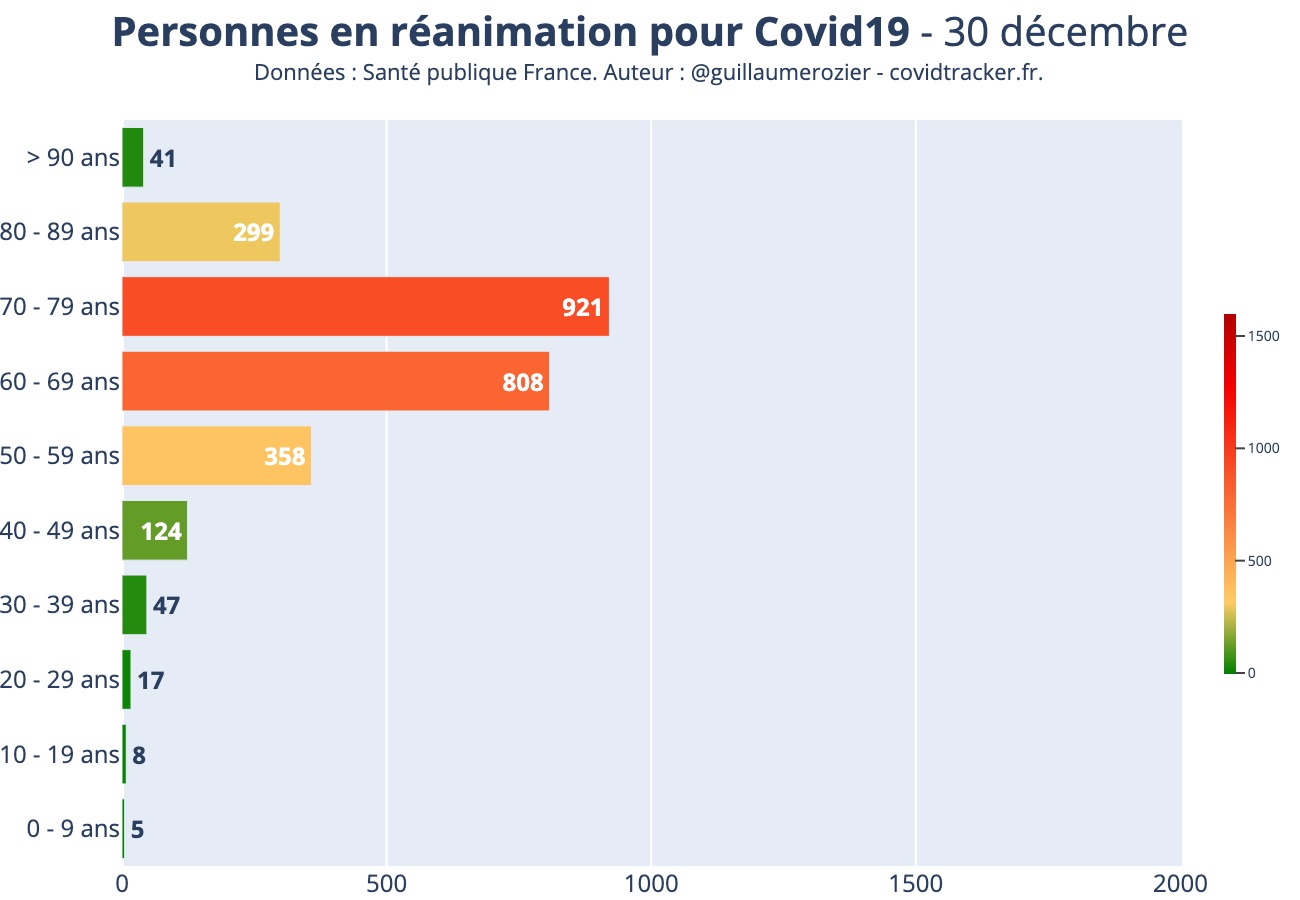 Personnes en réanimation pour Covid19 - 30 décembre
Données : Santé publique France. Auteur : @guillaumerozier - covidtracker.fr.
> 90 ans 41
80 - 89 ans 299
70 - 79 ans 921
60 - 69 ans 808
50 - 59 ans 358
40 - 49 ans 124
30 - 39 ans 47
20 - 29 ans 17
10 - 19 ans 8
0 - 9 ans 5
0 500 1000 1500 2000
1500
1000
500
0